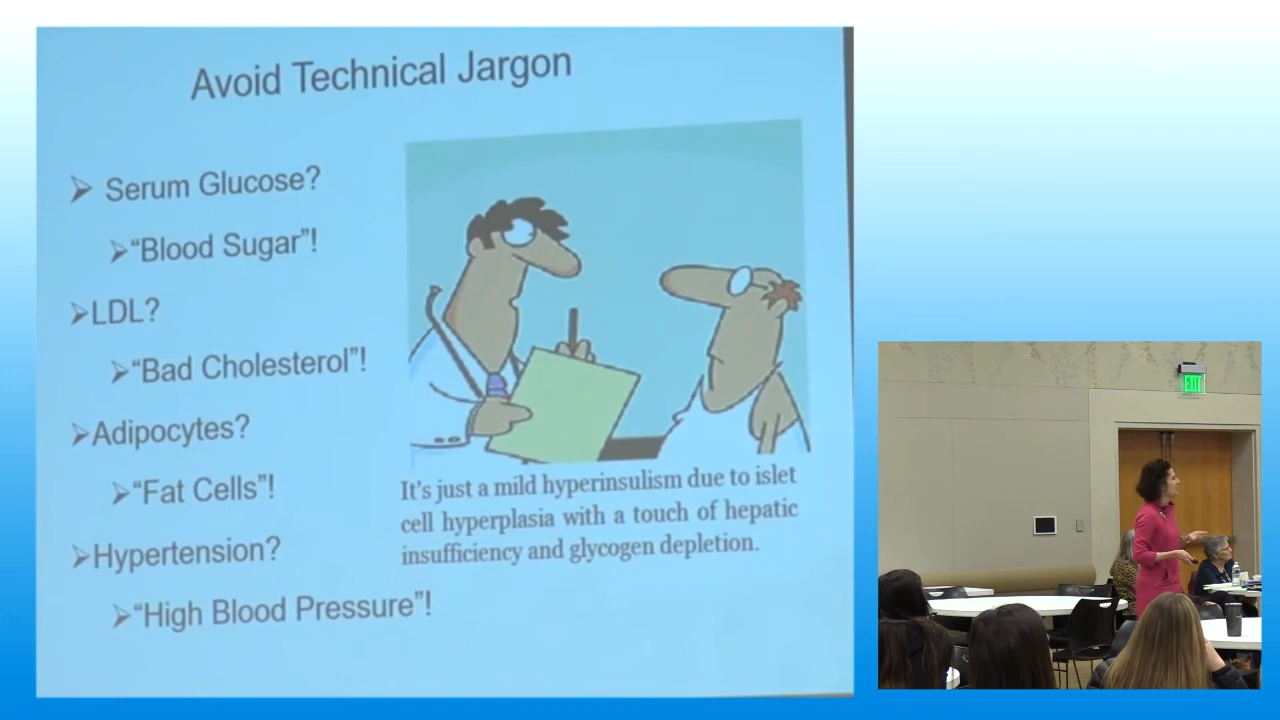 Avoid Technical Jargon
Serum Glucose?
“Blood Sugar”!
LDL?
“Bad Cholesterol”!
Adipocytes?
“Fat Cells”!
Hypertension?
“High Blood Pressure”!
It's just a mild hyperinsulism due to islet
cell hyperplasia with a touch of hepatic
insufficiency and glycogen depletion.
EXIT